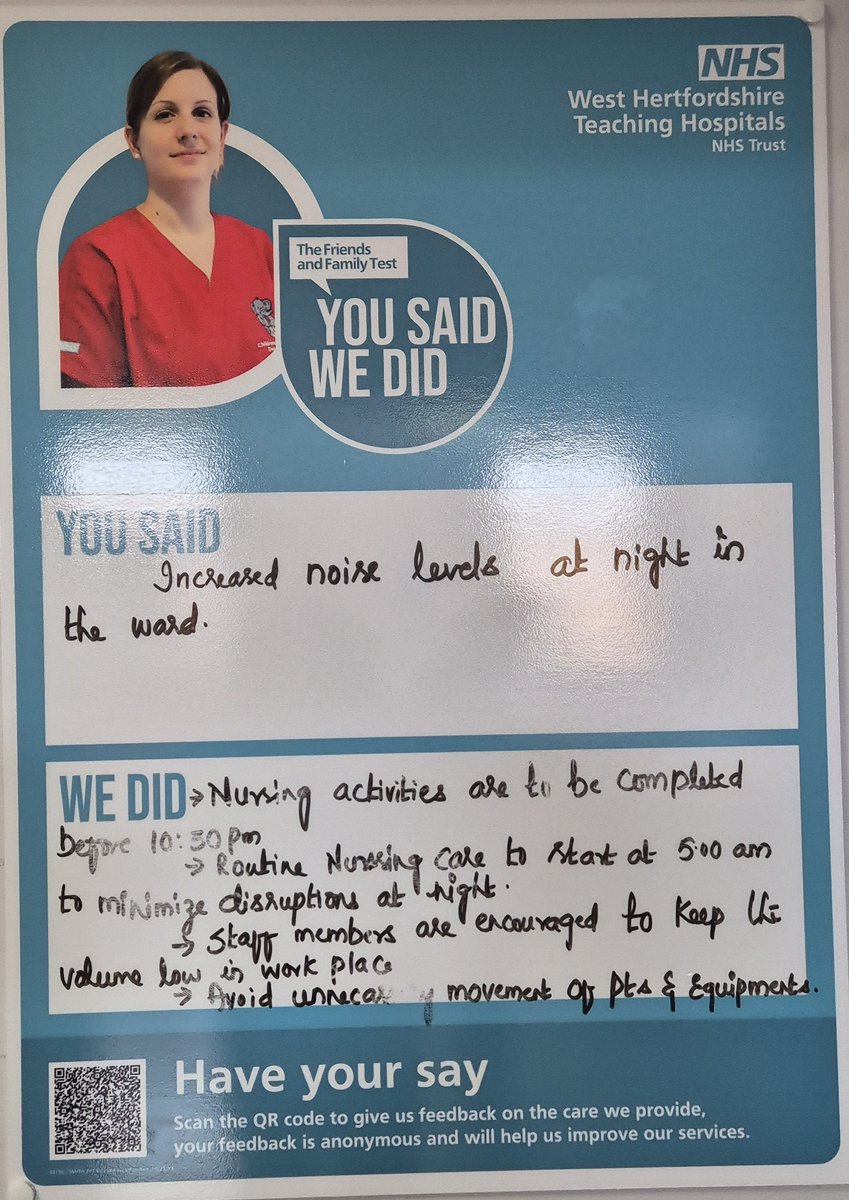 NHS
West Hertfordshire
Teaching Hospitals
NHS Trust
The Friends
and Family Test
YOU SAID
WE DID
YOU SAID
Increased noise levels at night in
the ward.
WE DID → Nursing activities are to be completed
before 10:30pm
→ Routine Nursing care to start at 5:00 am
to minimize disruptions at night.
→ Staff members are encouraged to keep the
volume low in work place
→ Avoid movement of pts & Equipments.
Have your say
Scan the QR code to give us feedback on the care we provide,
your feedback is anonymous and will help us improve our services.